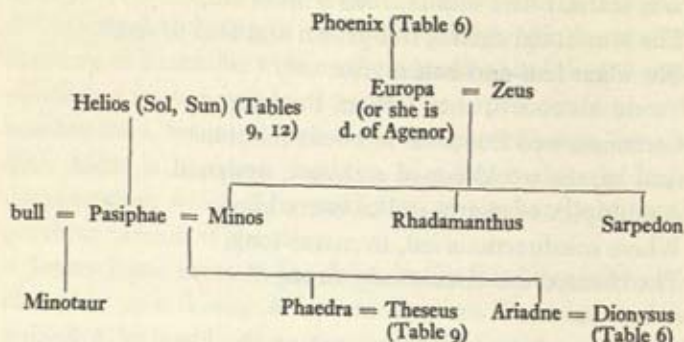 Phoenix (Table 6)
Europa = Zeus
(or she is
d. of Agenor)
Helios (Sol, Sun) (Tables
9, 12)
bull = Pasiphae = Minos
Rhadamanthus
Sarpedon
Minotaur
Phaedra = Theseus
(Table 9)
Ariadne = Dionysus
(Table 6)